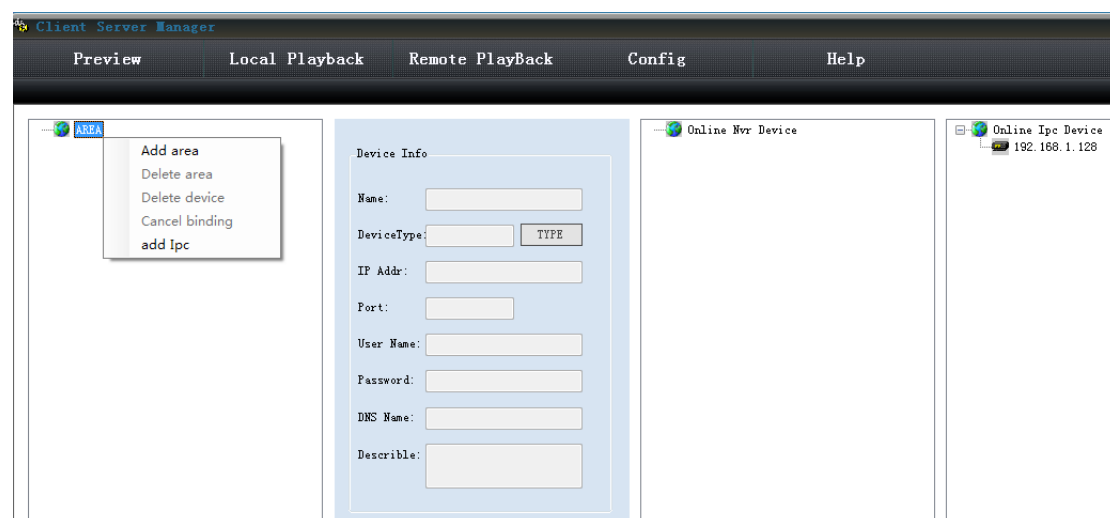 Client Server Manager
Preview Local Playback Remote PlayBack Config Help
AREA
Add area
Delete area
Delete device
Cancel binding
add Ipc
Device Info
Name:
DeviceType: TYPE
IP Addr:
Port:
User Name:
Password:
DNS Name:
Describle:
Online Nvr Device
Online Ipc Device
192.168.1.128